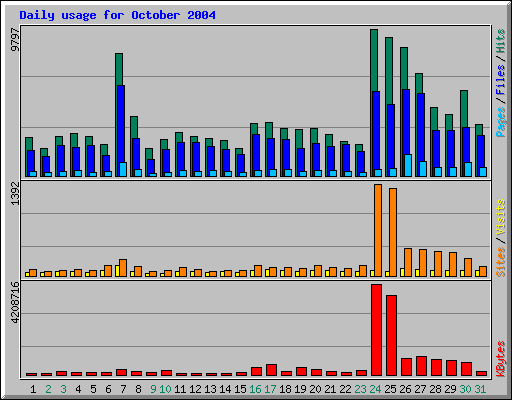 Daily usage for October 2004
9797
Pages / Files / Hits
1392
Sites / Visits
4208716
KBytes
1 2 3 4 5 6 7 8 9 10 11 12 13 14 15 16 17 18 19 20 21 22 23 24 25 26 27 28 29 30 31